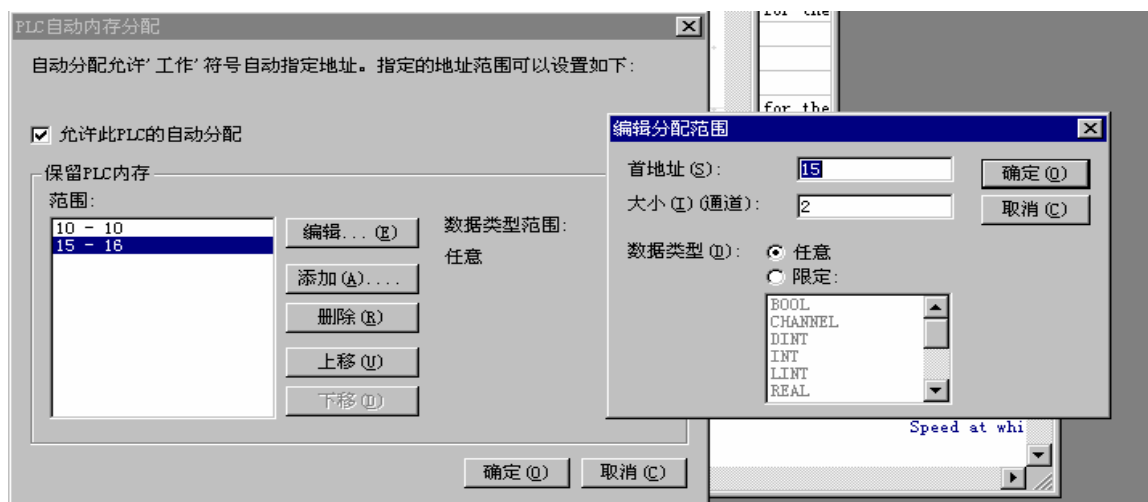 PLC自动内存分配
自动分配允许'工作'符号自动指定地址。指定的地址范围可以设置如下:
允许此PLC的自动分配
保留PLC内存
范围:
10 - 10
15 - 16
编辑... (E)
添加(A)....
删除(R)
上移(U)
下移(D)
数据类型范围:
任意
确定(O)
取消(C)
for the
for the
编辑分配范围
首地址(S):
15
大小(I)(通道):
2
数据类型(D):
任意
限定:
BOOL
CHANNEL
DINT
INT
LINT
REAL
确定(O)
取消(C)
Speed at whi